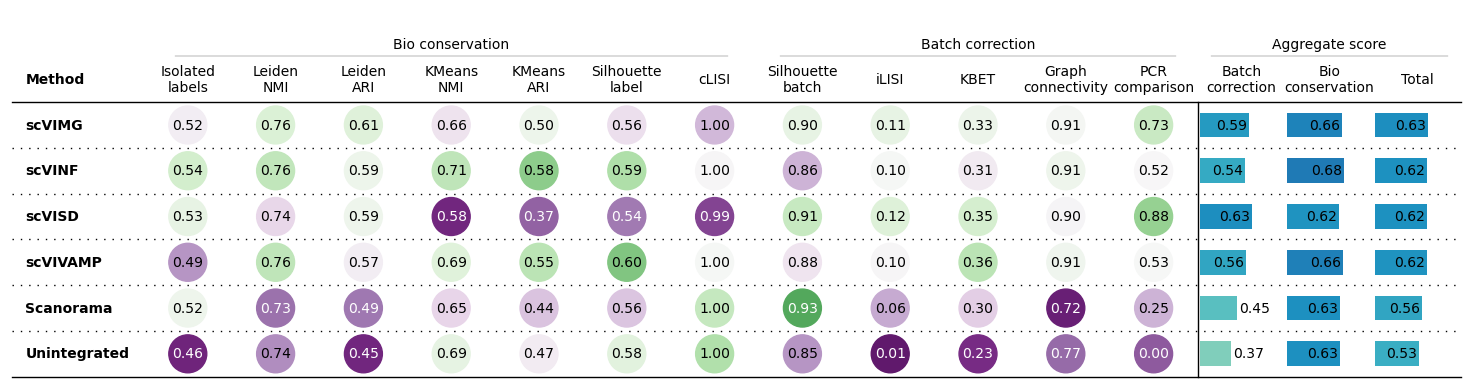 Bio conservation Batch correction Aggregate score
Method Isolated labels Leiden NMI Leiden ARI KMeans NMI KMeans ARI Silhouette label cLISI Silhouette batch iLISI KBET Graph connectivity PCR comparison Batch correction Bio conservation Total
scVIMG 0.52 0.76 0.61 0.66 0.50 0.56 1.00 0.90 0.11 0.33 0.91 0.73 0.59 0.66 0.63
scVINF 0.54 0.76 0.59 0.71 0.58 0.59 1.00 0.86 0.10 0.31 0.91 0.52 0.54 0.68 0.62
scVISD 0.53 0.74 0.59 0.58 0.37 0.54 0.99 0.91 0.12 0.35 0.90 0.88 0.63 0.62 0.62
scVIVAMP 0.49 0.76 0.57 0.69 0.55 0.60 1.00 0.88 0.10 0.36 0.91 0.53 0.56 0.66 0.62
Scanorama 0.52 0.73 0.49 0.65 0.44 0.56 1.00 0.93 0.06 0.30 0.72 0.25 0.45 0.63 0.56
Unintegrated 0.46 0.74 0.45 0.69 0.47 0.58 1.00 0.85 0.01 0.23 0.77 0.00 0.37 0.63 0.53